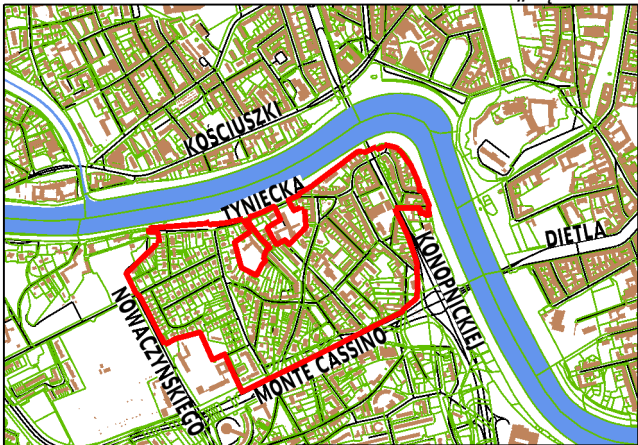 KOŚCIUSZKI
TYNIECKA
DIETLA
KONOPNICKIEJ
NOWACZYŃSKIEGO
MONTE CASSINO